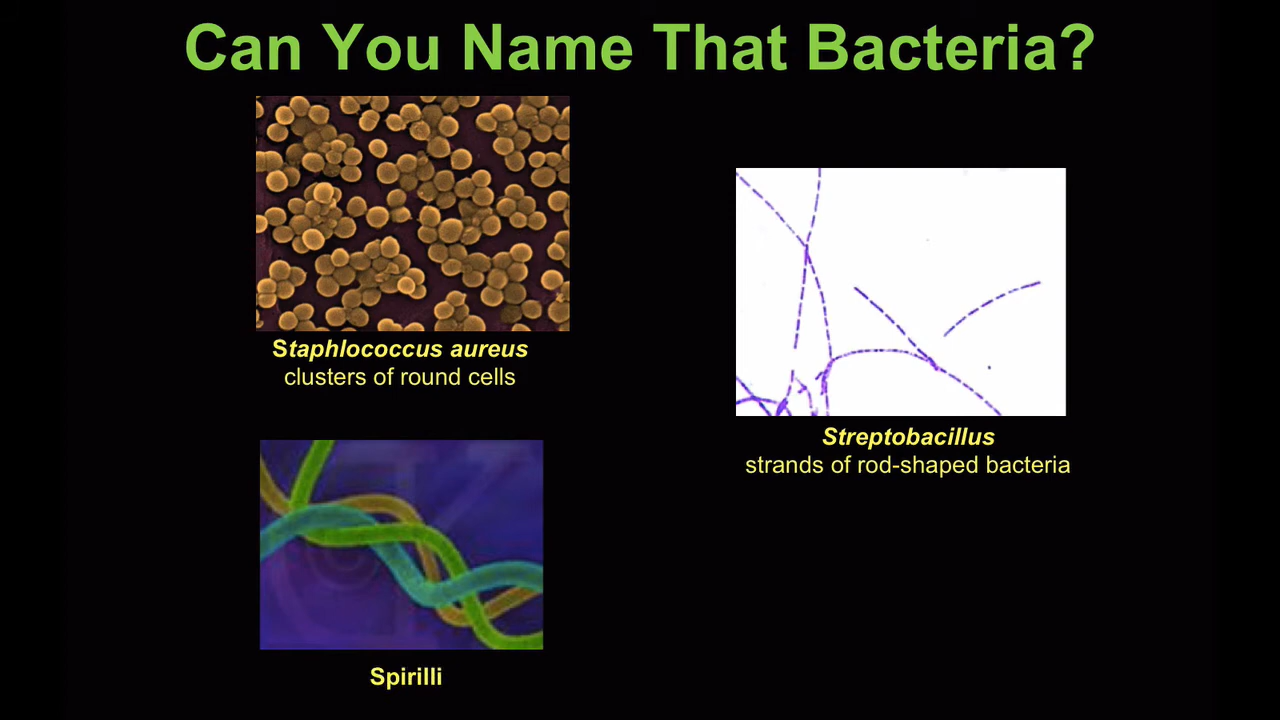 Can You Name That Bacteria?
Staphlococcus aureus
clusters of round cells
Streptobacillus
strands of rod-shaped bacteria
Spirilli